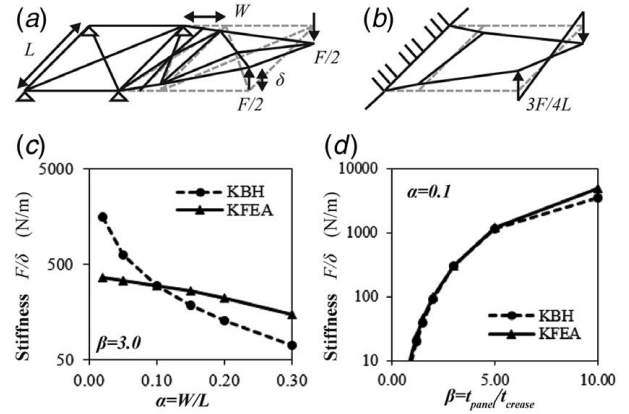 (a)
W
(b)
L
F/2
F/2
δ
3F/4L
(c)
(d)
Stiffness F/δ (N/m)
5000
500
50
KBH
KFEA
β=3.0
0.00 0.10 0.20 0.30
α=W/L
Stiffness F/δ (N/m)
10000
1000
100
10
α=0.1
KBH
KFEA
0.00 5.00 10.00
β=t_panel/t_crease